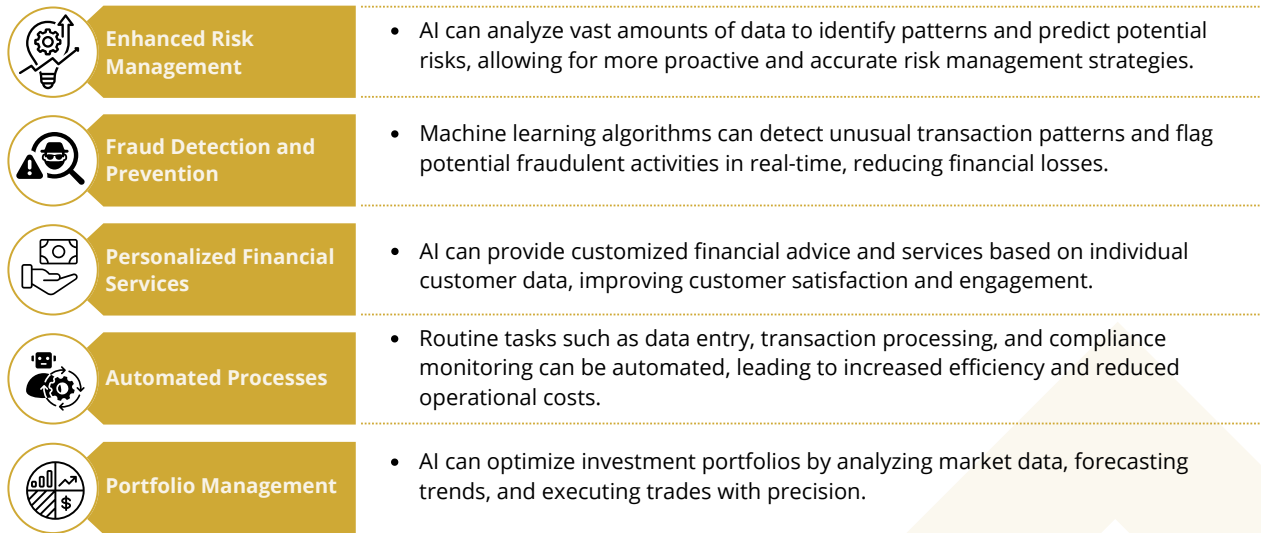 Enhanced Risk
Management
• AI can analyze vast amounts of data to identify patterns and predict potential
risks, allowing for more proactive and accurate risk management strategies.
Fraud Detection and
Prevention
• Machine learning algorithms can detect unusual transaction patterns and flag
potential fraudulent activities in real-time, reducing financial losses.
Personalized Financial
Services
• AI can provide customized financial advice and services based on individual
customer data, improving customer satisfaction and engagement.
Automated Processes
• Routine tasks such as data entry, transaction processing, and compliance
monitoring can be automated, leading to increased efficiency and reduced
operational costs.
Portfolio Management
• AI can optimize investment portfolios by analyzing market data, forecasting
trends, and executing trades with precision.